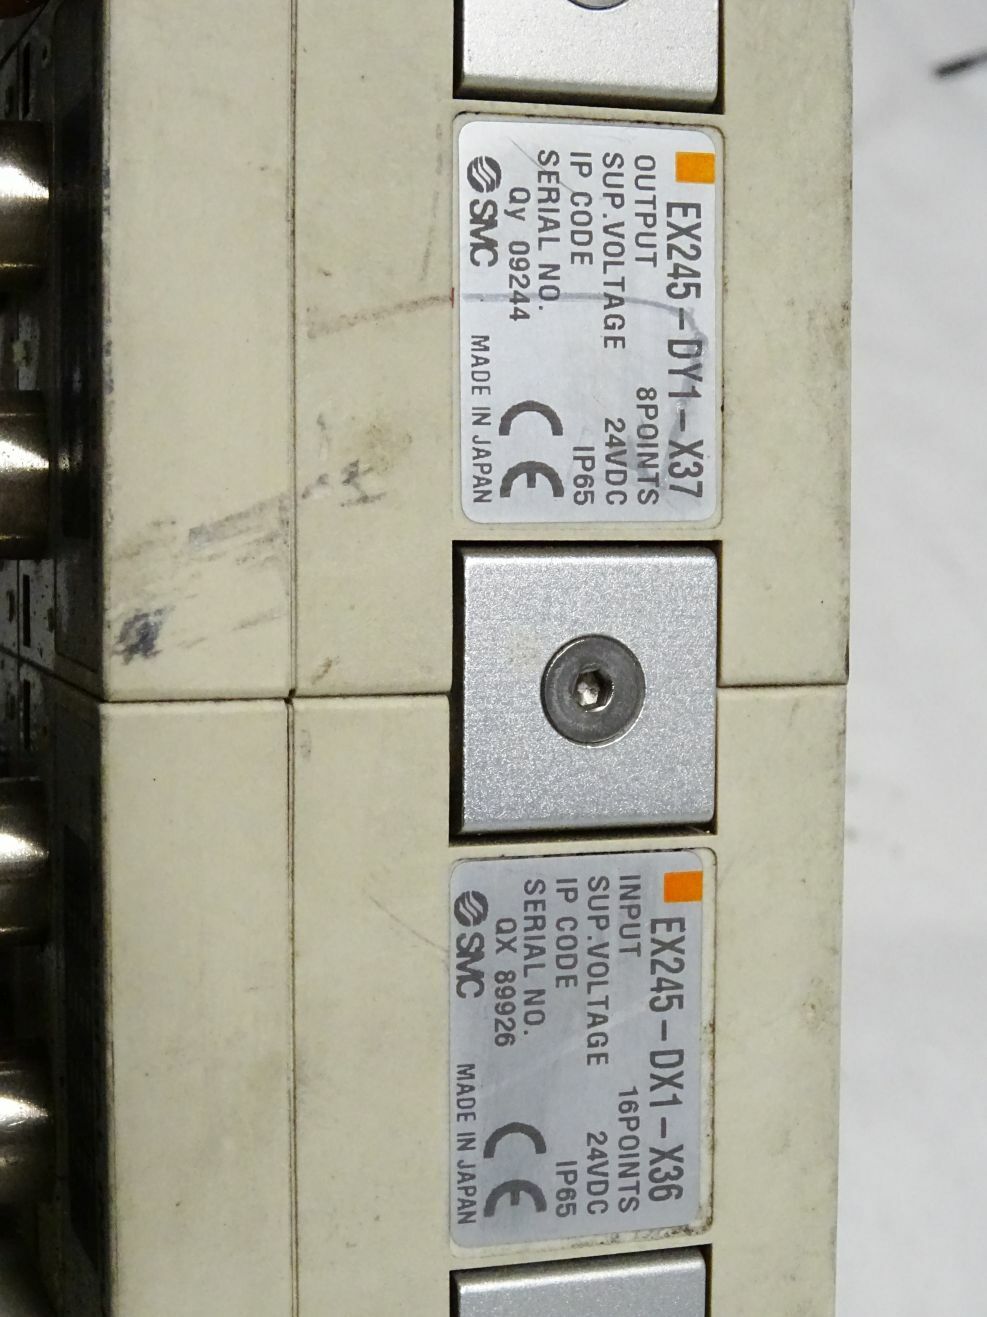 EX245-DY1-X37
OUTPUT 8POINTS
SUP.VOLTAGE 24VDC
IP CODE IP65
SERIAL NO.
Qy 09244
SMC MADE IN JAPAN
CE
EX245-DX1-X36
INPUT 16POINTS
SUP.VOLTAGE 24VDC
IP CODE IP65
SERIAL NO.
QX 89926
SMC MADE IN JAPAN
CE